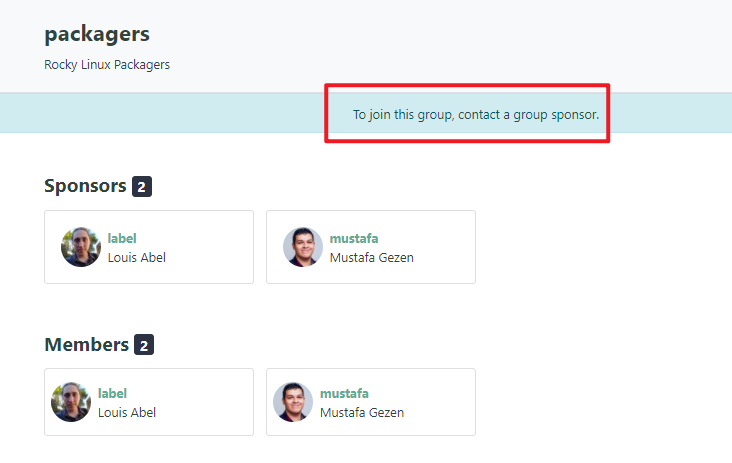 packagers
Rocky Linux Packagers
To join this group, contact a group sponsor.
Sponsors 2
label
Louis Abel
mustafa
Mustafa Gezen
Members 2
label
Louis Abel
mustafa
Mustafa Gezen